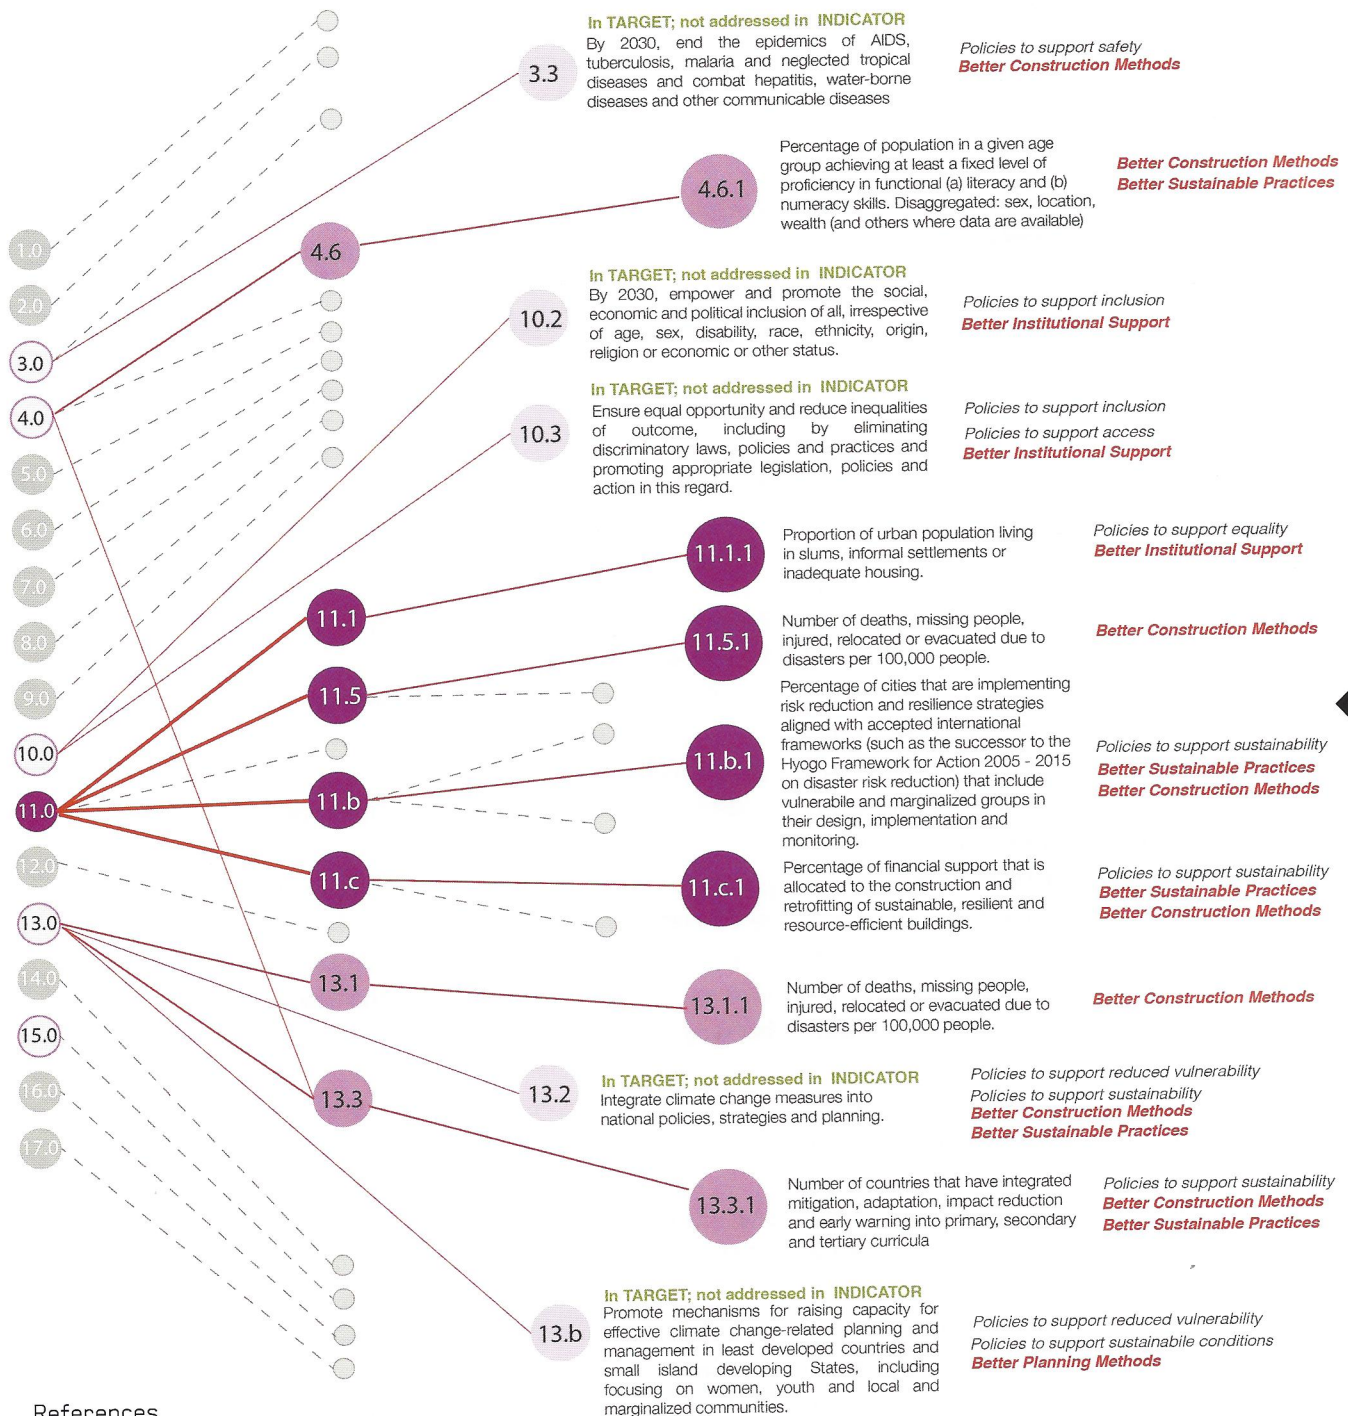 In TARGET; not addressed in INDICATOR
3.3
By 2030, end the epidemics of AIDS,
tuberculosis, malaria and neglected tropical
diseases and combat hepatitis, water-borne
diseases and other communicable diseases
Policies to support safety
Better Construction Methods
4.6.1
Percentage of population in a given age
group achieving at least a fixed level of
proficiency in functional (a) literacy and (b)
numeracy skills. Disaggregated: sex, location,
wealth (and others where data are available)
Better Construction Methods
Better Sustainable Practices
1.0
2.0
3.0
4.0
5.0
6.0
7.0
8.0
9.0
10.0
11.0
12.0
13.0
14.0
15.0
16.0
17.0
4.6
In TARGET; not addressed in INDICATOR
10.2
By 2030, empower and promote the social,
economic and political inclusion of all, irrespective
of age, sex, disability, race, ethnicity, origin,
religion or economic or other status.
Policies to support inclusion
Better Institutional Support
In TARGET; not addressed in INDICATOR
10.3
Ensure equal opportunity and reduce inequalities
of outcome, including by eliminating
discriminatory laws, policies and practices and
promoting appropriate legislation, policies and
action in this regard.
Policies to support inclusion
Policies to support access
Better Institutional Support
11.1
11.1.1
Proportion of urban population living
in slums, informal settlements or
inadequate housing.
Policies to support equality
Better Institutional Support
11.5
11.5.1
Number of deaths, missing people,
injured, relocated or evacuated due to
disasters per 100,000 people.
Better Construction Methods
11.b
11.b.1
Percentage of cities that are implementing
risk reduction and resilience strategies
aligned with accepted international
frameworks (such as the successor to the
Hyogo Framework for Action 2005 - 2015
on disaster risk reduction) that include
vulnerabile and marginalized groups in
their design, implementation and
monitoring.
Policies to support sustainability
Better Sustainable Practices
Better Construction Methods
11.c
11.c.1
Percentage of financial support that is
allocated to the construction and
retrofitting of sustainable, resilient and
resource-efficient buildings.
Policies to support sustainability
Better Sustainable Practices
Better Construction Methods
13.1
13.1.1
Number of deaths, missing people,
injured, relocated or evacuated due to
disasters per 100,000 people.
Better Construction Methods
13.2
In TARGET; not addressed in INDICATOR
Integrate climate change measures into
national policies, strategies and planning.
Policies to support reduced vulnerability
Policies to support sustainability
Better Construction Methods
Better Sustainable Practices
13.3
13.3.1
Number of countries that have integrated
mitigation, adaptation, impact reduction
and early warning into primary, secondary
and tertiary curricula
Policies to support sustainability
Better Construction Methods
Better Sustainable Practices
In TARGET; not addressed in INDICATOR
13.b
Promote mechanisms for raising capacity for
effective climate change-related planning and
management in least developed countries and
small island developing States, including
focusing on women, youth and local and
marginalized communities.
Policies to support reduced vulnerability
Policies to support sustainabile conditions
Better Planning Methods
References